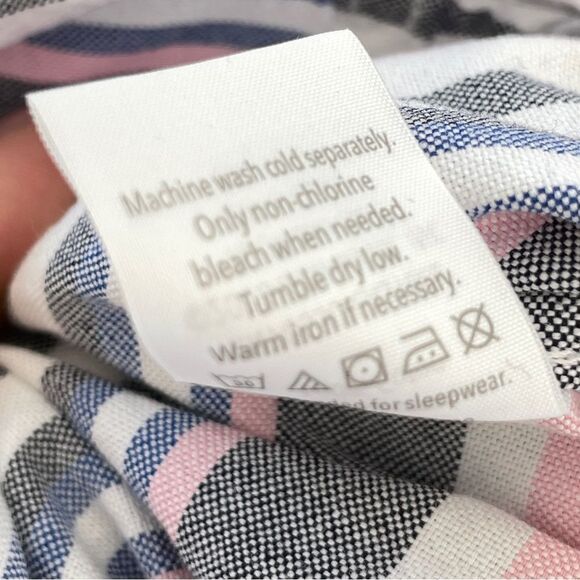 Machine wash cold separately.
Only non-chlorine
bleach when needed.
Tumble dry low.
Warm iron if necessary.
for sleepwear.